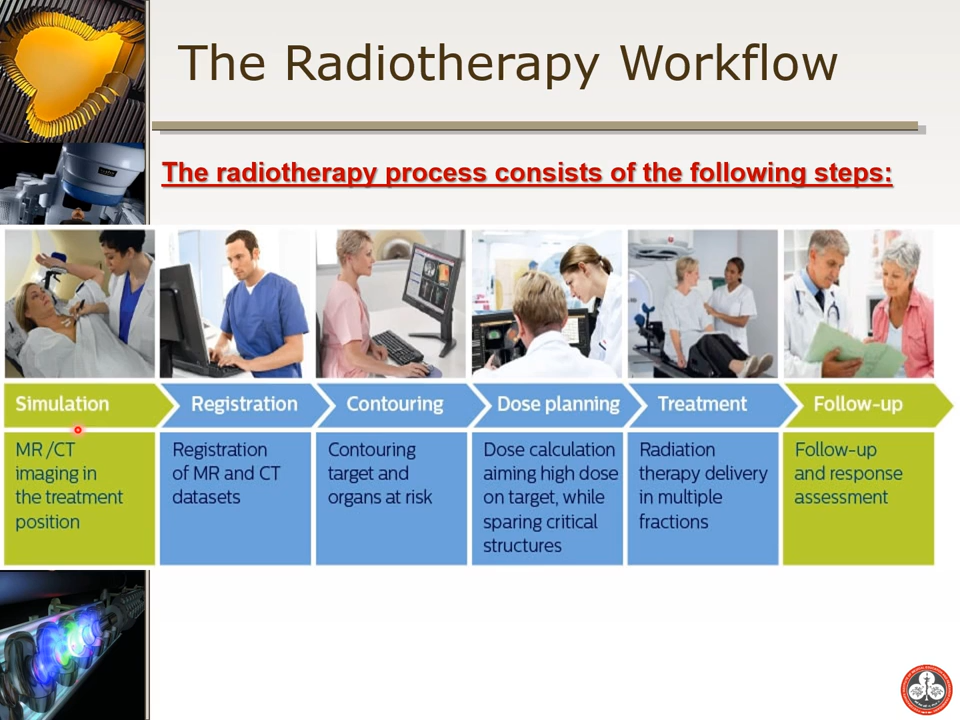 The Radiotherapy Workflow
The radiotherapy process consists of the following steps:
Simulation
Registration
Contouring
Dose planning
Treatment
Follow-up
MR /CT
imaging in
the treatment
position
Registration
of MR and CT
datasets
Contouring
target and
organs at risk
Dose calculation
aiming high dose
on target, while
sparing critical
structures
Radiation
therapy delivery
in multiple
fractions
Follow-up
and response
assessment